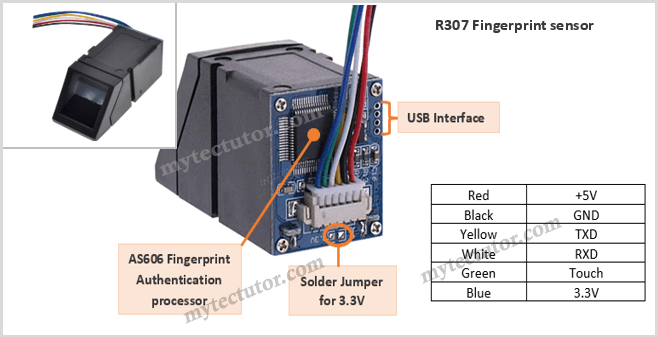 R307 Fingerprint sensor
USB Interface
mytectutor.com
AS606 Fingerprint
Authentication
processor
Solder Jumper
for 3.3V
mytectutor.com
Red +5V
Black GND
Yellow TXD
White RXD
Green Touch
Blue 3.3V
mytectutor.com